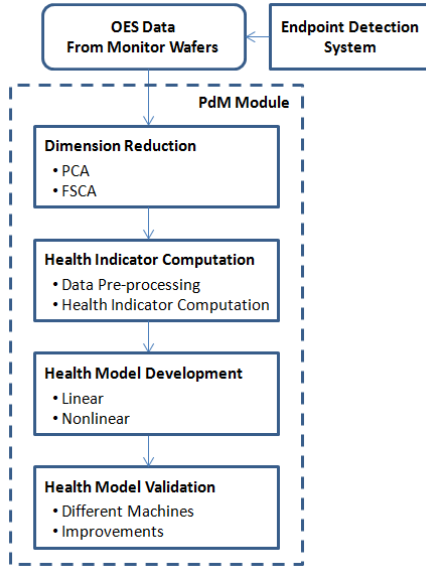 OES Data
From Monitor Wafers
Endpoint Detection
System
PdM Module
Dimension Reduction
• PCA
• FSCA
Health Indicator Computation
• Data Pre-processing
• Health Indicator Computation
Health Model Development
• Linear
• Nonlinear
Health Model Validation
• Different Machines
• Improvements